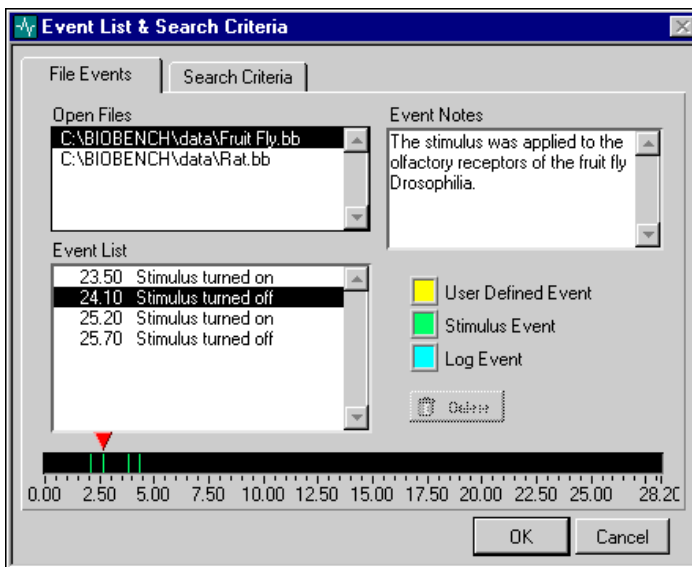 Event List & Search Criteria
File Events
Search Criteria
Open Files
C:\BIOBENCH\data\Fruit Fly.bb
C:\BIOBENCH\data\Rat.bb
Event Notes
The stimulus was applied to the
olfactory receptors of the fruit fly
Drosophilia.
Event List
23.50 Stimulus turned on
24.10 Stimulus turned off
25.20 Stimulus turned on
25.70 Stimulus turned off
User Defined Event
Stimulus Event
Log Event
Delete
0.00 2.50 5.00 7.50 10.00 12.50 15.00 17.50 20.00 22.50 25.00 28.20
OK
Cancel